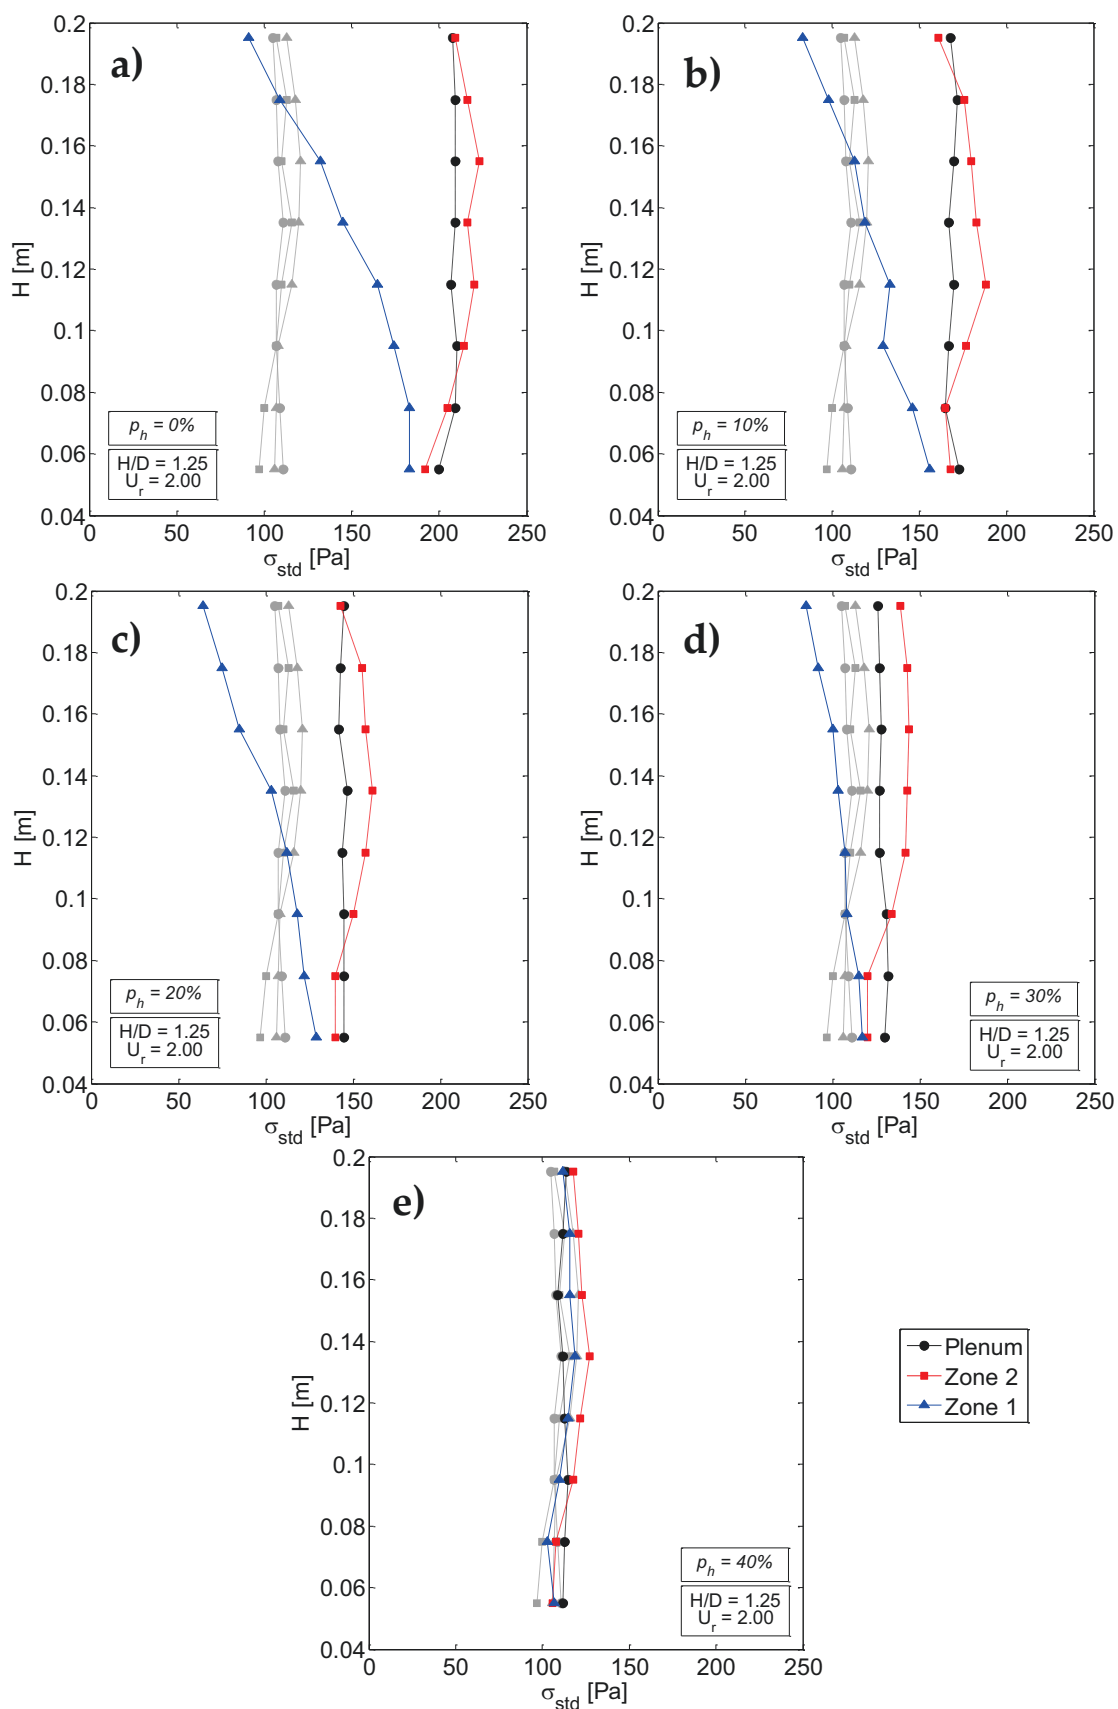 a)
0.2
0.18
0.16
0.14
0.12
0.1
0.08
0.06
0.04
H [m]
p_h = 0%
H/D = 1.25
U_r = 2.00
0 50 100 150 200 250
σ_std [Pa]
b)
0.2
0.18
0.16
0.14
0.12
0.1
0.08
0.06
0.04
H [m]
p_h = 10%
H/D = 1.25
U_r = 2.00
0 50 100 150 200 250
σ_std [Pa]
c)
0.2
0.18
0.16
0.14
0.12
0.1
0.08
0.06
0.04
H [m]
p_h = 20%
H/D = 1.25
U_r = 2.00
0 50 100 150 200 250
σ_std [Pa]
d)
0.2
0.18
0.16
0.14
0.12
0.1
0.08
0.06
0.04
H [m]
p_h = 30%
H/D = 1.25
U_r = 2.00
0 50 100 150 200 250
σ_std [Pa]
e)
0.2
0.18
0.16
0.14
0.12
0.1
0.08
0.06
0.04
H [m]
p_h = 40%
H/D = 1.25
U_r = 2.00
0 50 100 150 200 250
σ_std [Pa]
Plenum
Zone 2
Zone 1